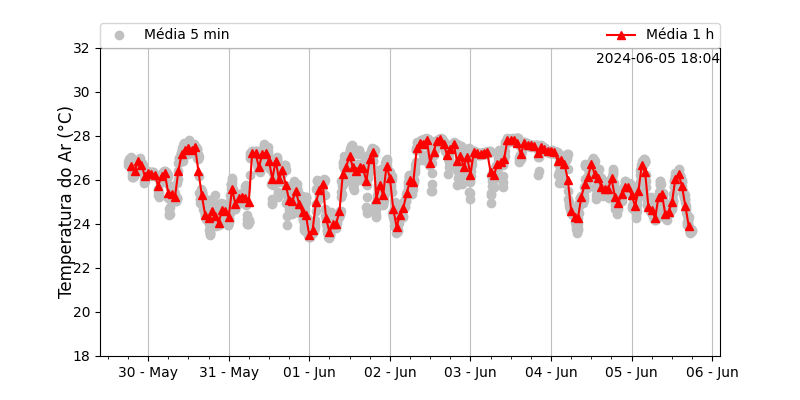 Média 5 min
Média 1 h
2024-06-05 18:04
Temperatura do Ar (°C)
32
30
28
26
24
22
20
18
30 - May
31 - May
01 - Jun
02 - Jun
03 - Jun
04 - Jun
05 - Jun
06 - Jun